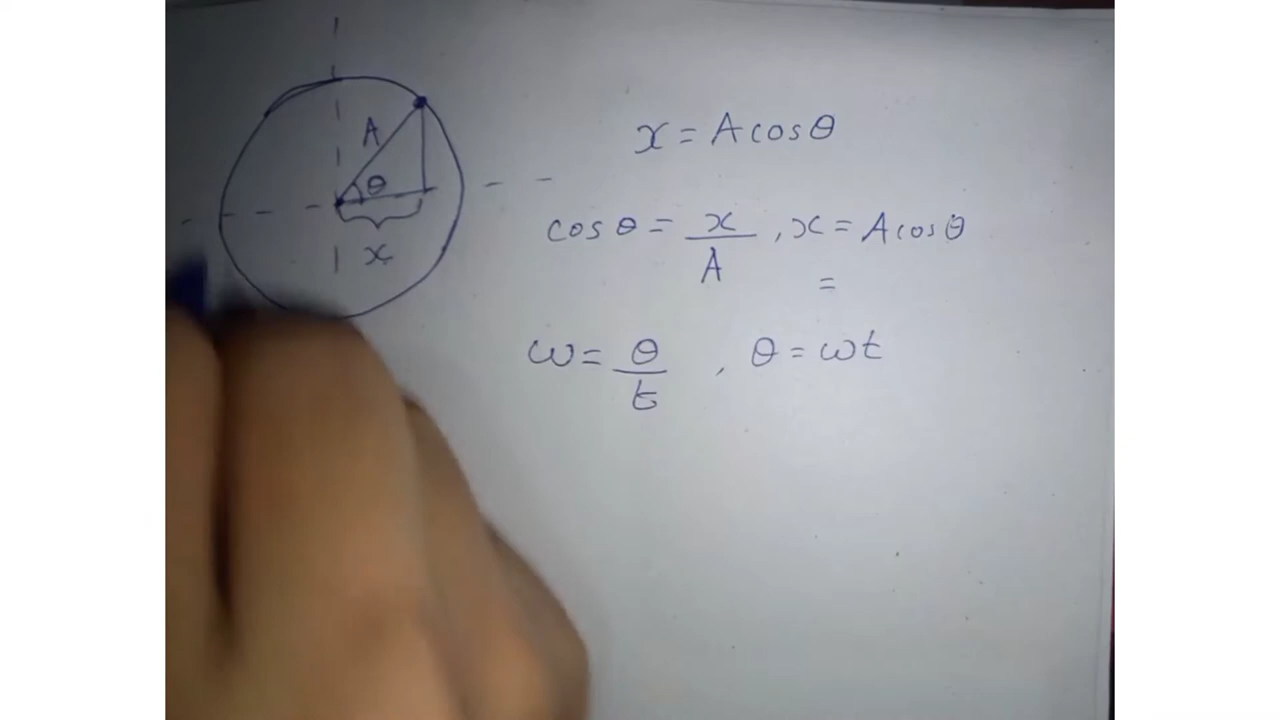 A
θ
x
x = A cos θ
cos θ = x/A , x = A cos θ
=
ω = θ/t , θ = ωt